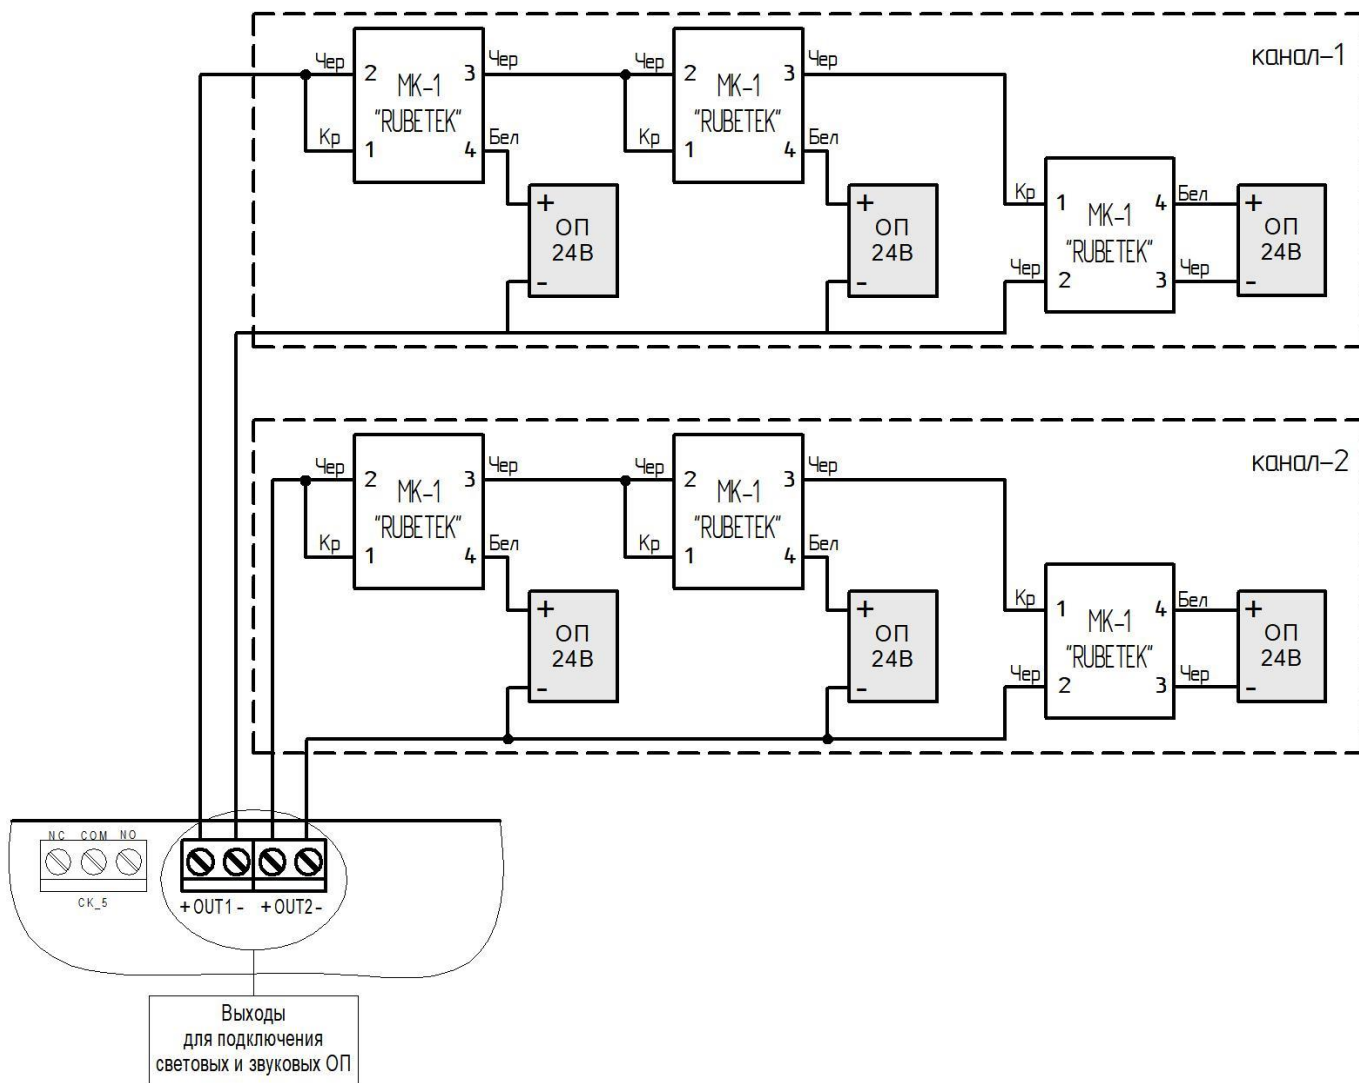 канал-1
Чер 2 МК-1 3 Чер
"RUBETEK"
Кр 1 4 Бел
Чер 2 МК-1 3 Чер
"RUBETEK"
Кр 1 4 Бел
+
ОП
24В
-
+
ОП
24В
-
Кр 1 МК-1 4 Бел
"RUBETEK"
Чер 2 3 Чер
+
ОП
24В
-
канал-2
Чер 2 МК-1 3 Чер
"RUBETEK"
Кр 1 4 Бел
Чер 2 МК-1 3 Чер
"RUBETEK"
Кр 1 4 Бел
+
ОП
24В
-
+
ОП
24В
-
Кр 1 МК-1 4 Бел
"RUBETEK"
Чер 2 3 Чер
+
ОП
24В
-
NC COM NO
СК_5
+OUT1- +OUT2-
Выходы
для подключения
световых и звуковых ОП